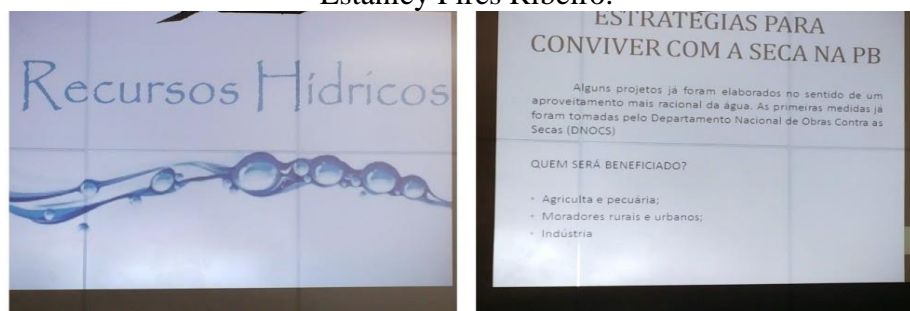 Estanley Pires Ribeiro.
Recursos Hídricos
ESTRATÉGIAS PARA
CONVIVER COM A SECA NA PB
Alguns projetos já foram elaborados no sentido de um
aproveitamento mais racional da água. As primeiras medidas já
foram tomadas pelo Departamento Nacional de Obras Contra as
Secas (DNOCS)
QUEM SERÁ BENEFICIADO?
• Agriculta e pecuária;
• Moradores rurais e urbanos;
• Indústria